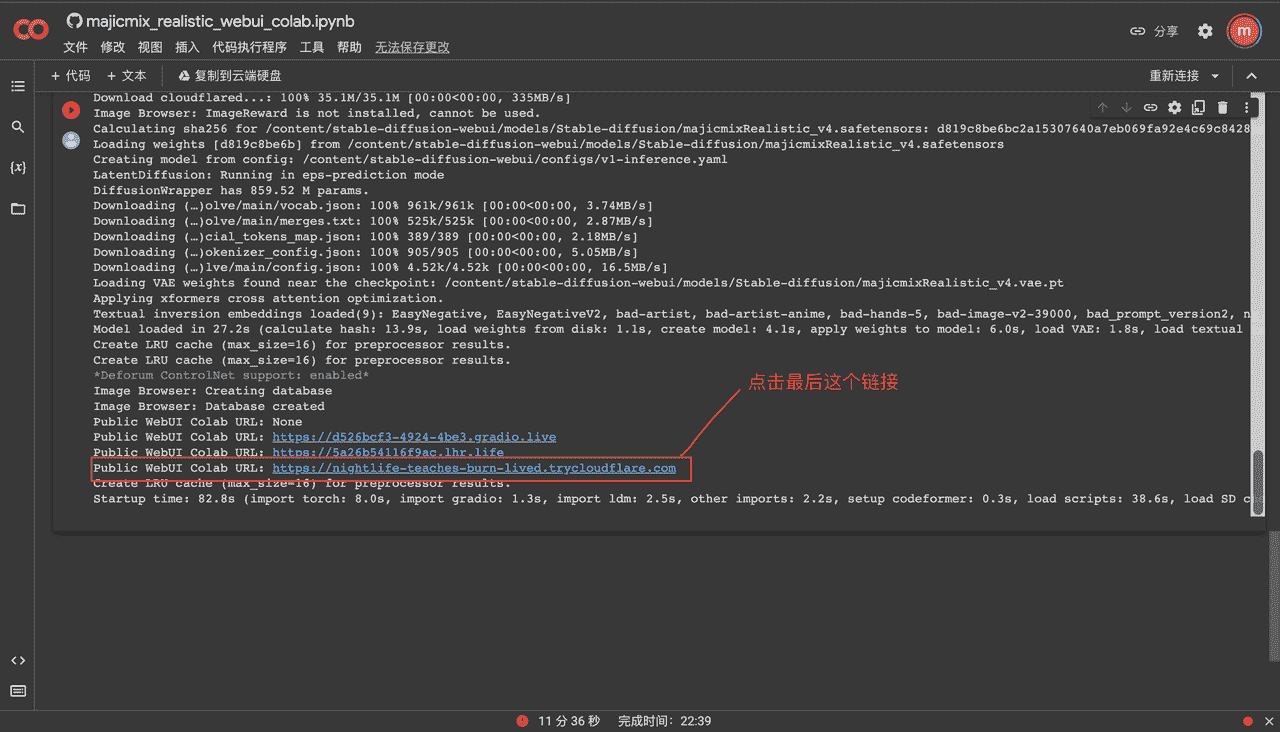 majicmix_realistic_webui_colab.ipynb
文件 修改 视图 插入 代码执行程序 工具 帮助 无法保存更改
分享
m
+ 代码 + 文本 复制到云端硬盘
重新连接
Download cloudflared...: 100% 35.1M/35.1M [00:00<00:00, 335MB/s]
Image Browser: ImageReward is not installed, cannot be used.
Calculating sha256 for /content/stable-diffusion-webui/models/Stable-diffusion/majicmixRealistic_v4.safetensors: d819c8be6bc2a15307640a7eb069fa92e4c69c8428
Loading weights [d819c8be6b] from /content/stable-diffusion-webui/models/Stable-diffusion/majicmixRealistic_v4.safetensors
Creating model from config: /content/stable-diffusion-webui/configs/v1-inference.yaml
LatentDiffusion: Running in eps-prediction mode
DiffusionWrapper has 859.52 M params.
Downloading (…)olve/main/vocab.json: 100% 961k/961k [00:00<00:00, 3.74MB/s]
Downloading (…)olve/main/merges.txt: 100% 525k/525k [00:00<00:00, 2.87MB/s]
Downloading (…)cial_tokens_map.json: 100% 389/389 [00:00<00:00, 2.18MB/s]
Downloading (…)okenizer_config.json: 100% 905/905 [00:00<00:00, 5.05MB/s]
Downloading (…)lve/main/config.json: 100% 4.52k/4.52k [00:00<00:00, 16.5MB/s]
Loading VAE weights found near the checkpoint: /content/stable-diffusion-webui/models/Stable-diffusion/majicmixRealistic_v4.vae.pt
Applying xformers cross attention optimization.
Textual inversion embeddings loaded(9): EasyNegative, EasyNegativeV2, bad-artist, bad-artist-anime, bad-hands-5, bad-image-v2-39000, bad_prompt_version2, n
Model loaded in 27.2s (calculate hash: 13.9s, load weights from disk: 1.1s, create model: 4.1s, apply weights to model: 6.0s, load VAE: 1.8s, load textual
Create LRU cache (max_size=16) for preprocessor results.
Create LRU cache (max_size=16) for preprocessor results.
*Deforum ControlNet support: enabled*
点击最后这个链接
Image Browser: Creating database
Image Browser: Database created
Public WebUI Colab URL: None
Public WebUI Colab URL: https://d526bcf3-4924-4be3.gradio.live
Public WebUI Colab URL: https://5a26b54116f9ac.lhr.life
Public WebUI Colab URL: https://nightlife-teaches-burn-lived.trycloudflare.com
Create LRU cache (max_size=16) for preprocessor results.
Startup time: 82.8s (import torch: 8.0s, import gradio: 1.3s, import ldm: 2.5s, other imports: 2.2s, setup codeformer: 0.3s, load scripts: 38.6s, load SD c
11 分 36 秒 完成时间：22:39